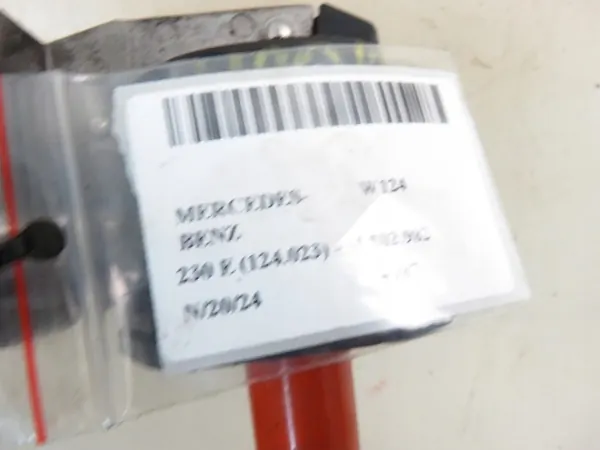 MERCEDES- W124
BENZ
230 E (124.023) -
N/20/24